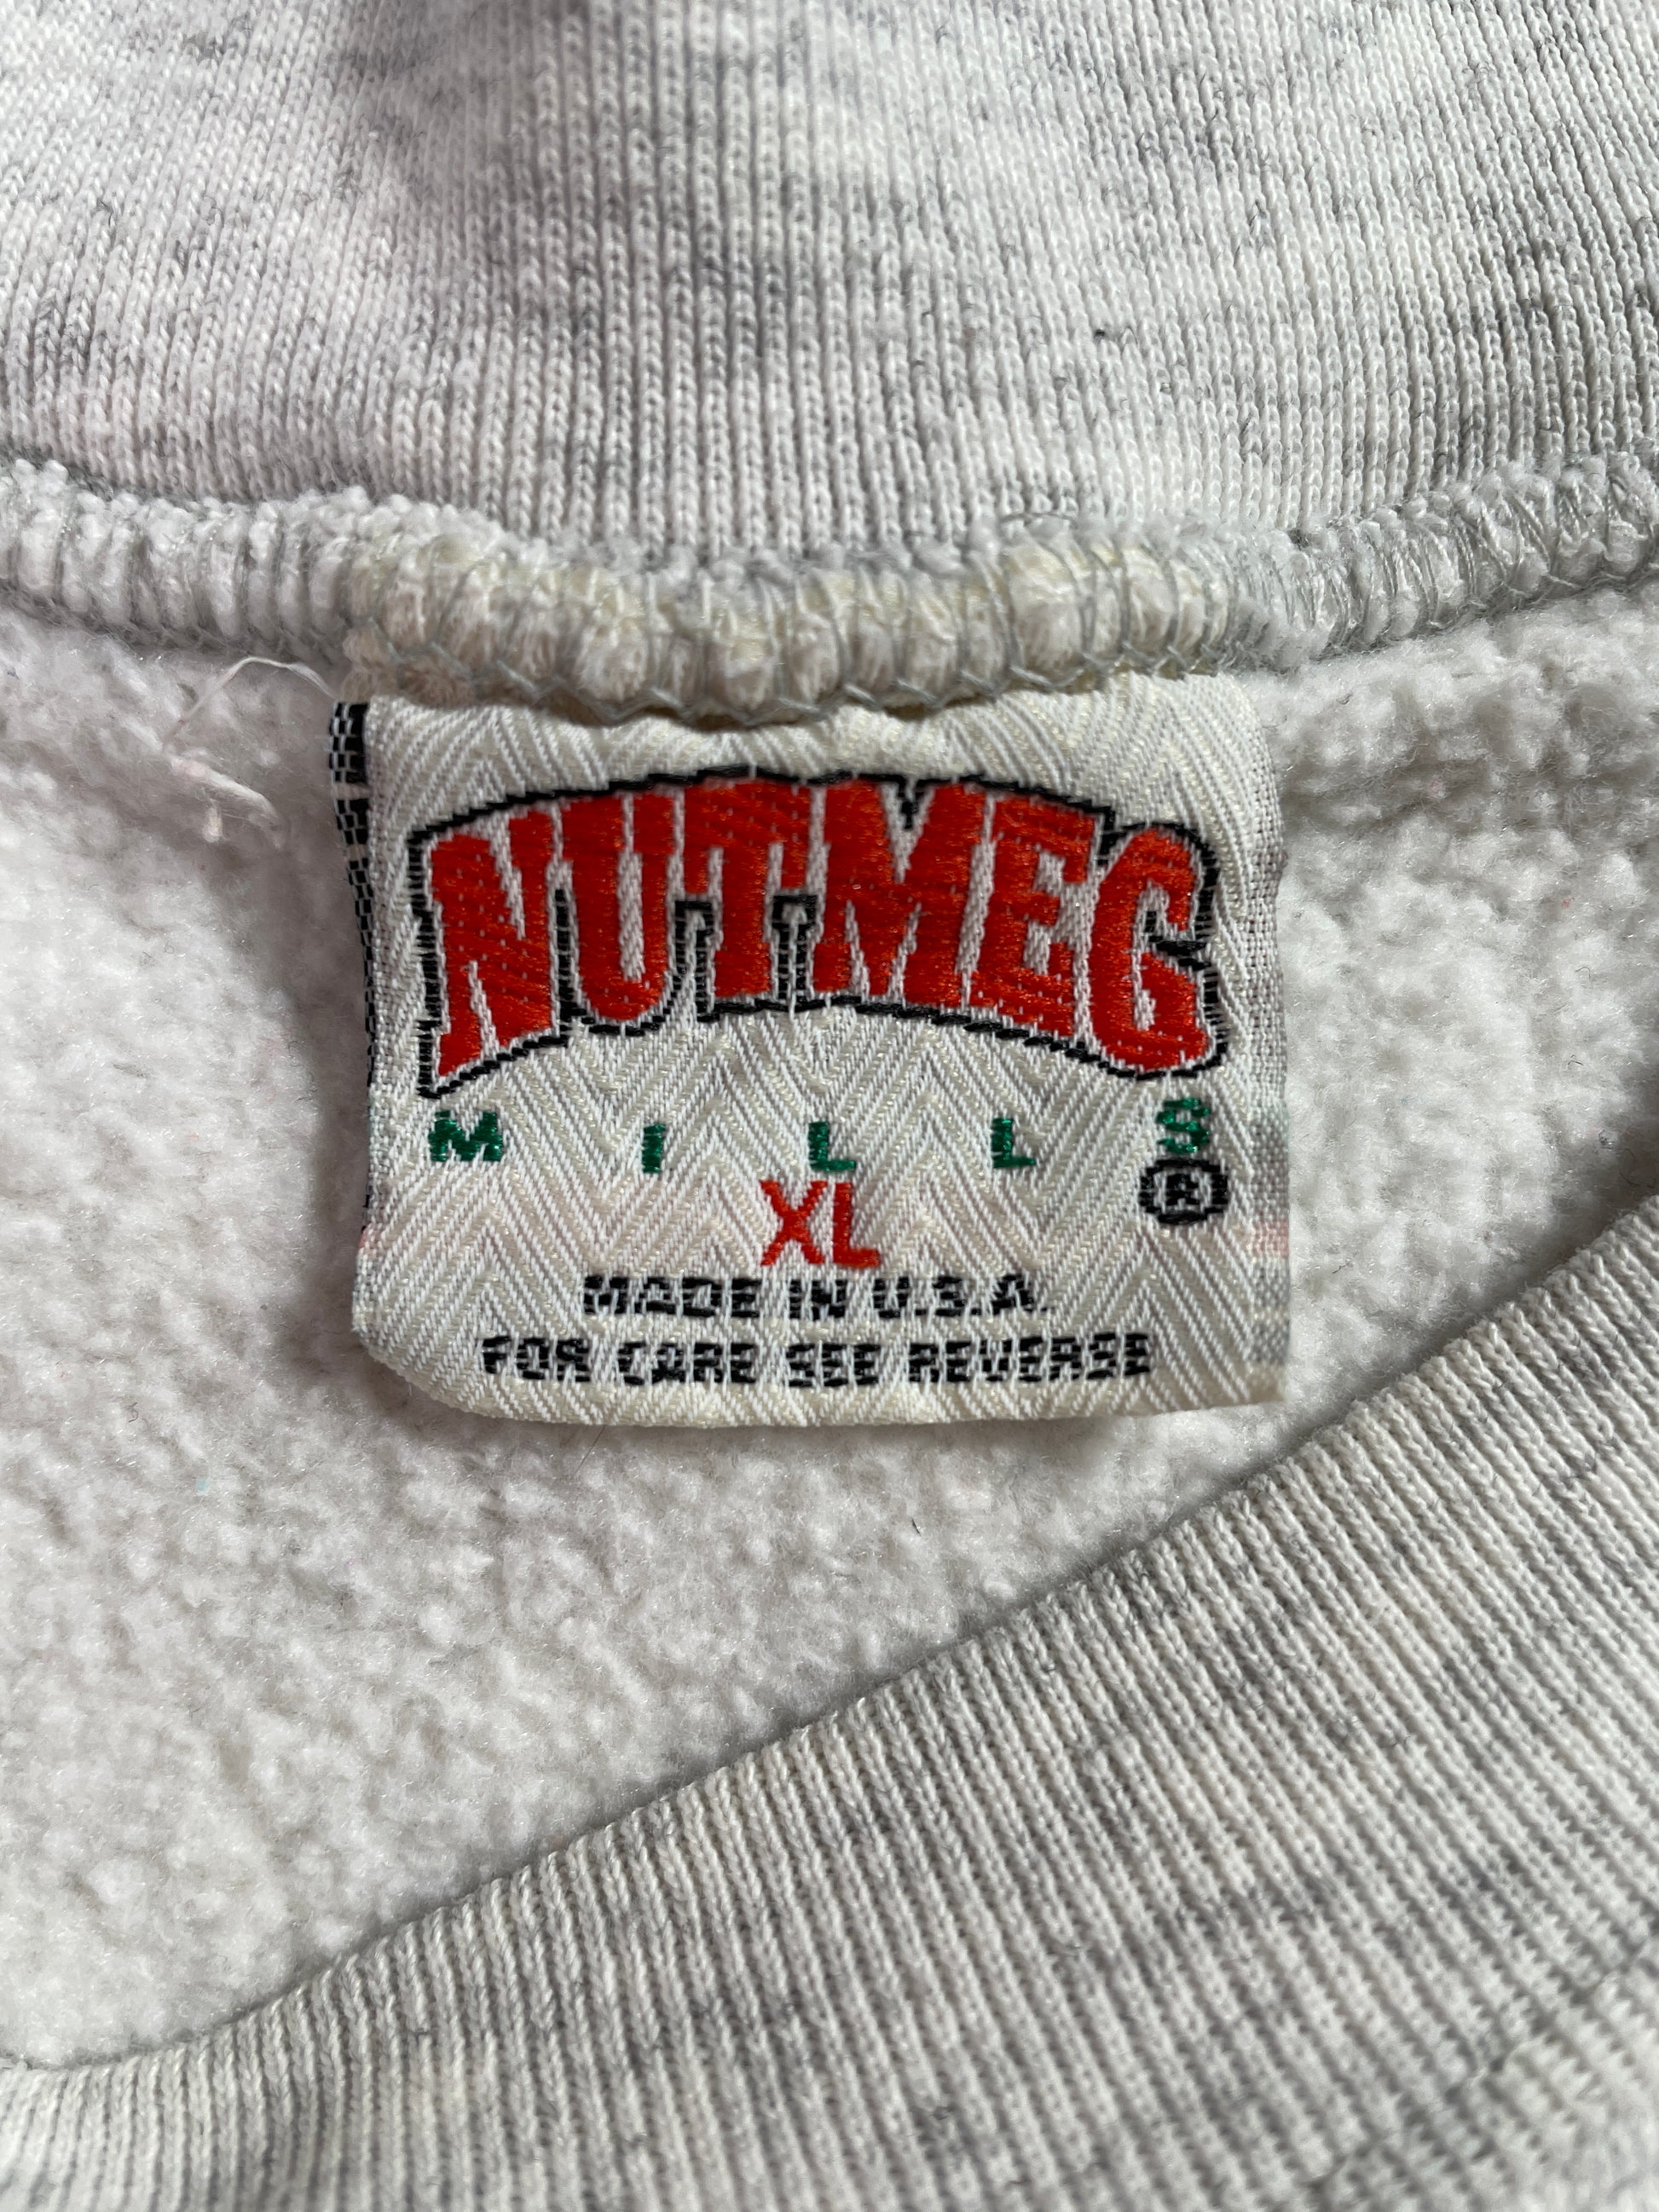 NUTMEG
MILLS
®
XL
MADE IN U.S.A.
FOR CARE SEE REVERSE